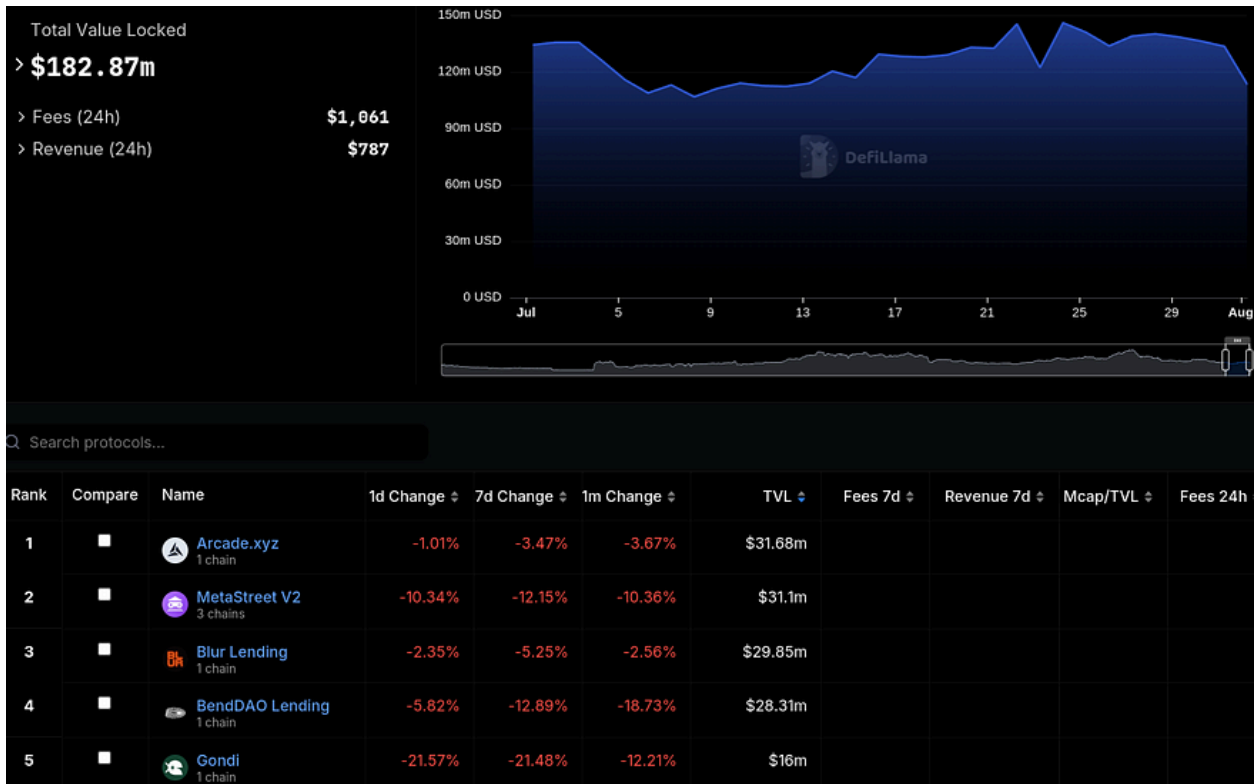 Total Value Locked
$182.87m
Fees (24h) $1,061
Revenue (24h) $787
150m USD
120m USD
90m USD
60m USD
30m USD
0 USD
Jul 5 9 13 17 21 25 29 Aug
DefiLlama
Search protocols...
Rank Compare Name 1d Change 7d Change 1m Change TVL Fees 7d Revenue 7d Mcap/TVL Fees 24h
1 Arcade.xyz -1.01% -3.47% -3.67% $31.68m
1 chain
2 MetaStreet V2 -10.34% -12.15% -10.36% $31.1m
3 chains
3 Blur Lending -2.35% -5.25% -2.56% $29.85m
1 chain
4 BendDAO Lending -5.82% -12.89% -18.73% $28.31m
1 chain
5 Gondi -21.57% -21.48% -12.21% $16m
1 chain